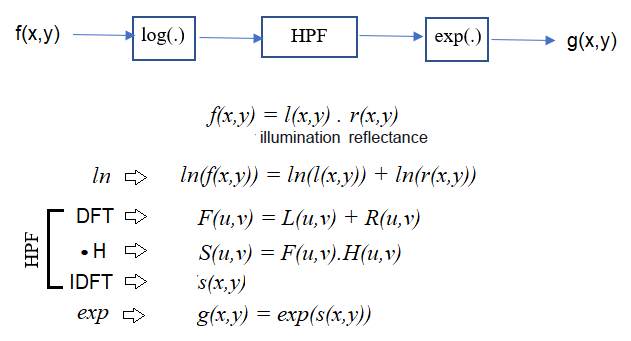 f(x,y) log(.) HPF exp(.) g(x,y)
f(x,y) = l(x,y) . r(x,y)
illumination reflectance
ln ⇨ ln(f(x,y)) = ln(l(x,y)) + ln(r(x,y))
HPF
DFT ⇨ F(u,v) = L(u,v) + R(u,v)
•H ⇨ S(u,v) = F(u,v).H(u,v)
IDFT ⇨ s(x,y)
exp ⇨ g(x,y) = exp(s(x,y))